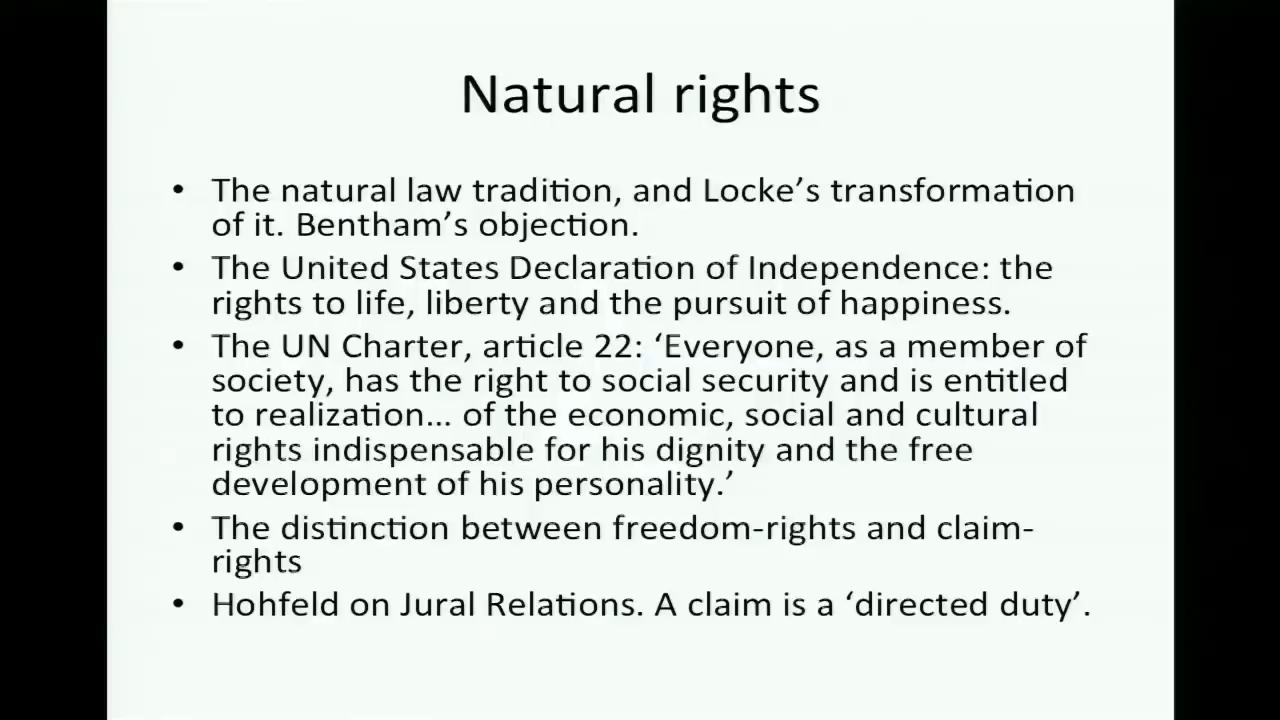 Natural rights
• The natural law tradition, and Locke’s transformation
of it. Bentham’s objection.
• The United States Declaration of Independence: the
rights to life, liberty and the pursuit of happiness.
• The UN Charter, article 22: ‘Everyone, as a member of
society, has the right to social security and is entitled
to realization… of the economic, social and cultural
rights indispensable for his dignity and the free
development of his personality.’
• The distinction between freedom-rights and claim-
rights
• Hohfeld on Jural Relations. A claim is a ‘directed duty’.